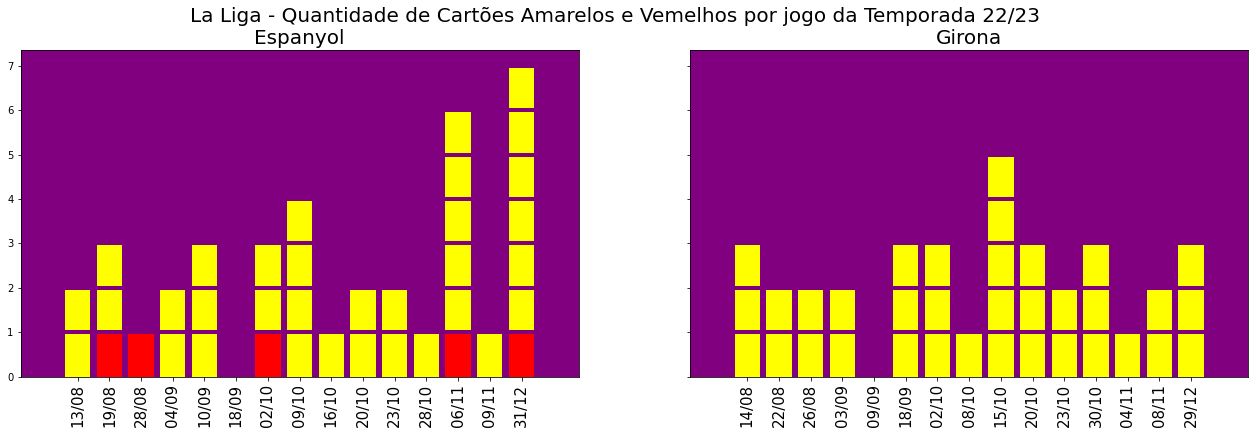 La Liga - Quantidade de Cartões Amarelos e Vemelhos por jogo da Temporada 22/23
Espanyol
7
6
5
4
3
2
1
0
13/08 19/08 28/08 04/09 10/09 18/09 02/10 09/10 16/10 20/10 23/10 28/10 06/11 09/11 31/12
Girona
14/08 22/08 26/08 03/09 09/09 18/09 02/10 08/10 15/10 20/10 23/10 30/10 04/11 08/11 29/12